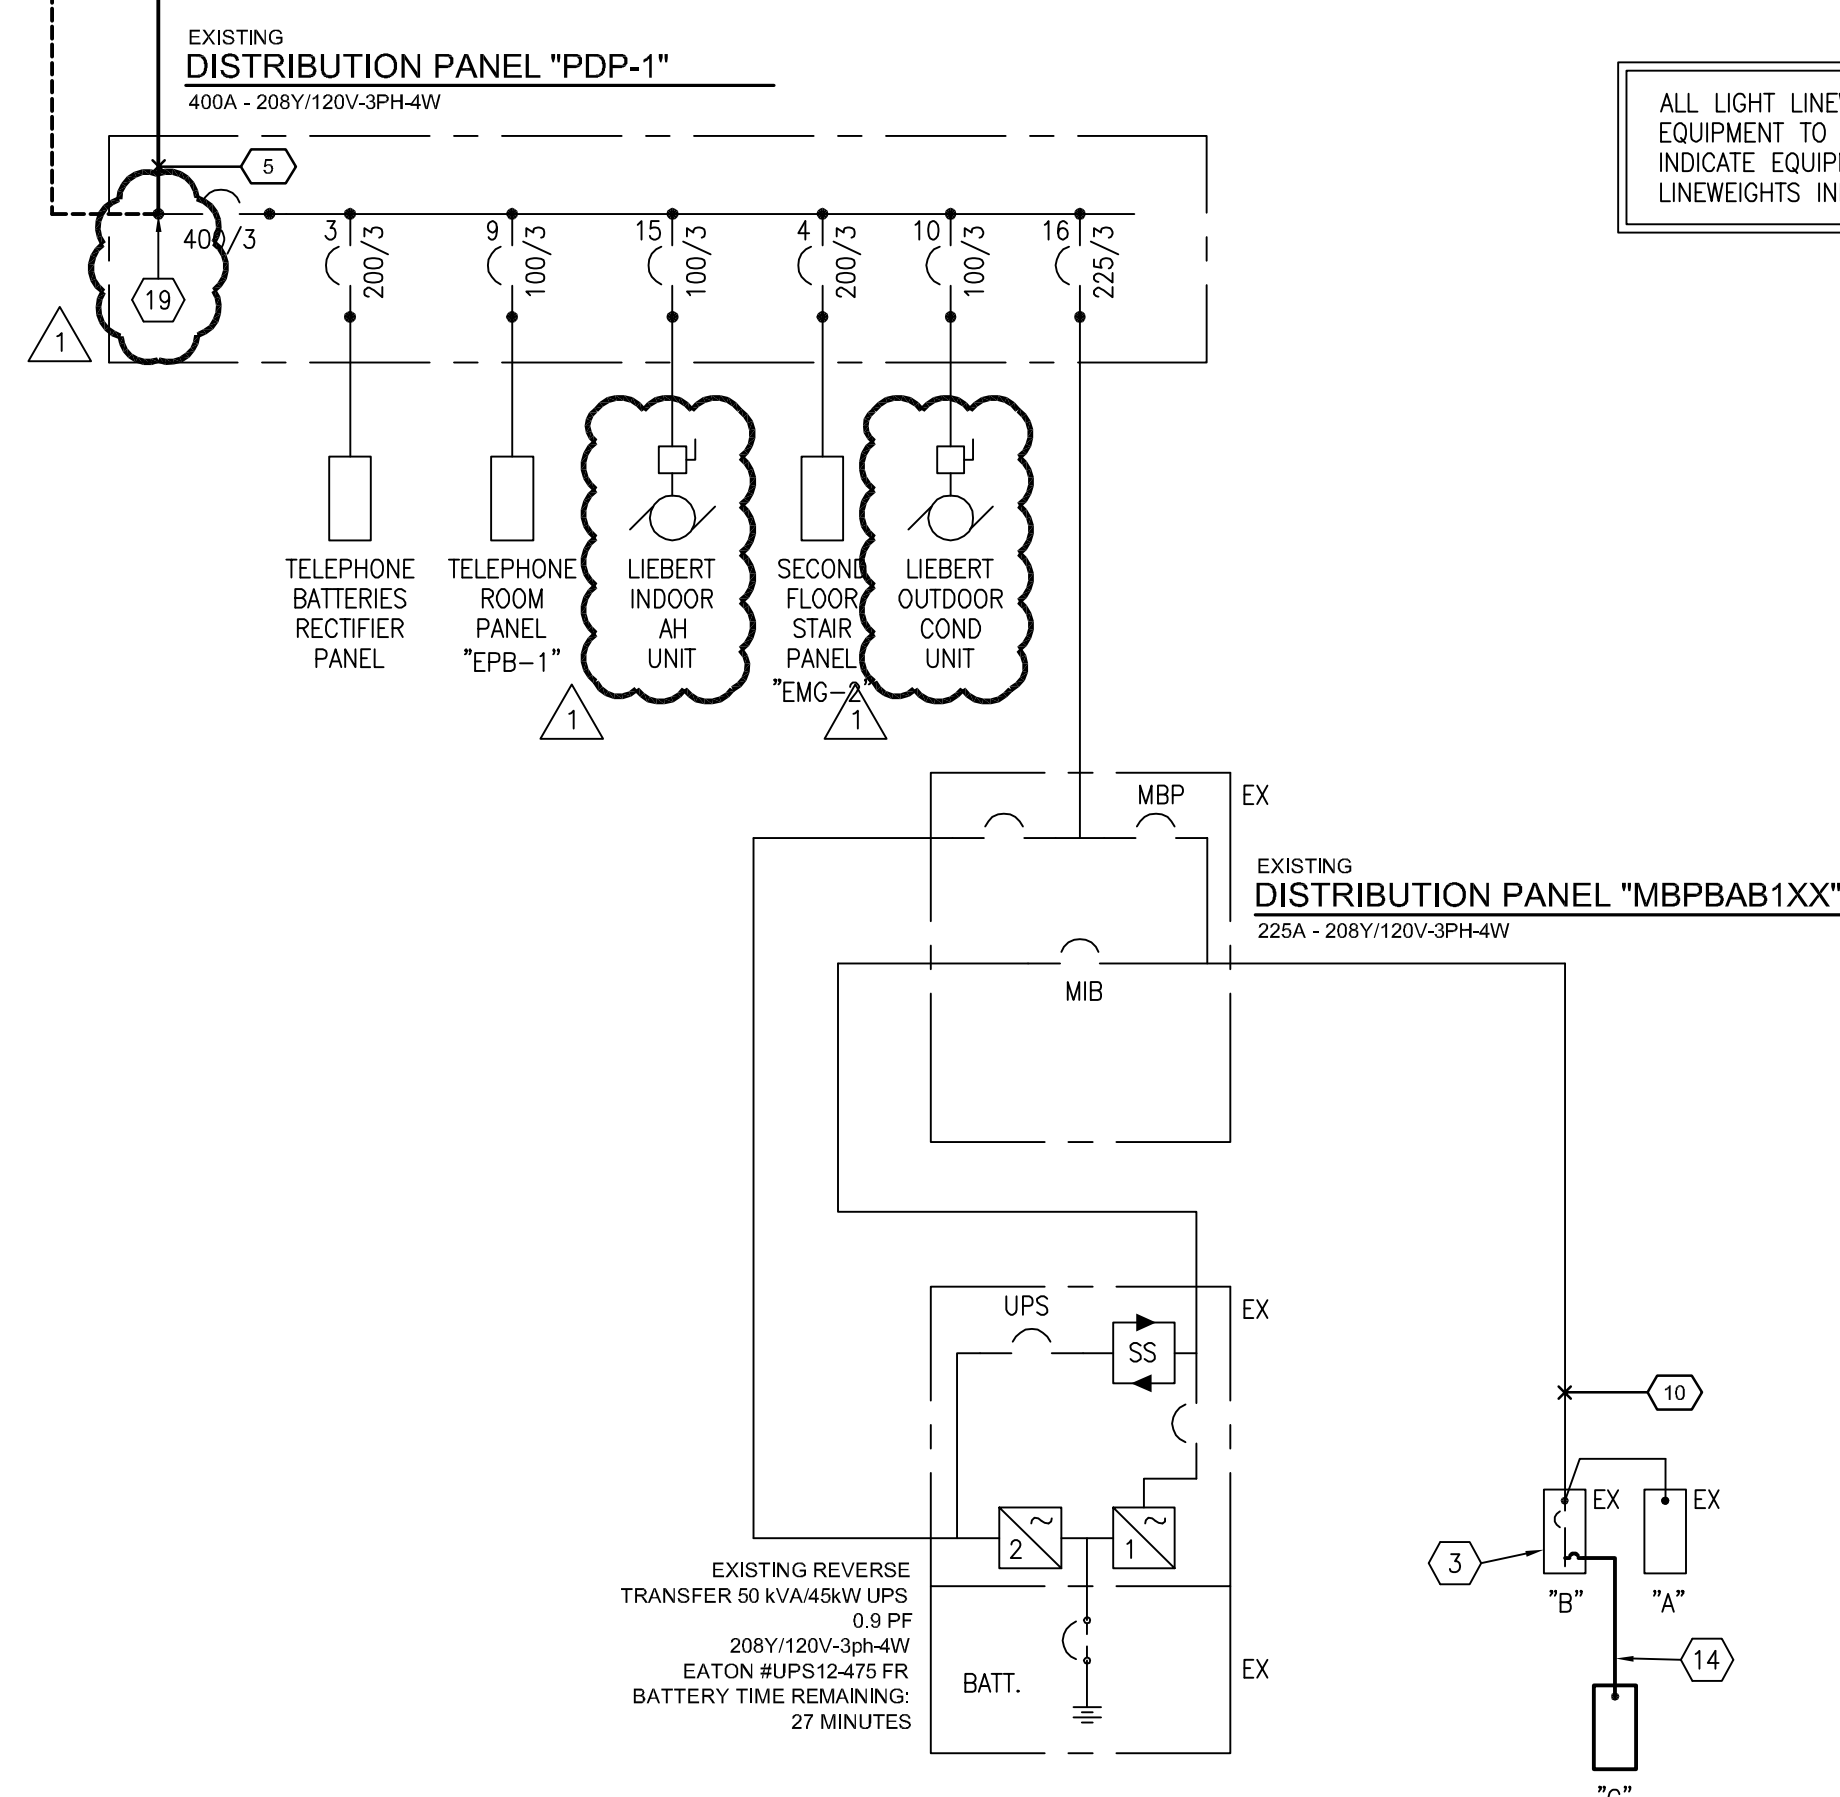 EXISTING
DISTRIBUTION PANEL "PDP-1"
400A - 208Y/120V-3PH-4W
ALL LIGHT
EQUIPMENT TO
INDICATE
LINEWEIGHTS
5
400/3
19
1
3
200/3
9
100/3
15
100/3
4
200/3
10
100/3
16
225/3
TELEPHONE
BATTERIES
RECTIFIER
PANEL
TELEPHONE
ROOM
PANEL
"EPB-1"
LIEBERT
INDOOR
AH
UNIT
1
SECOND
FLOOR
STAIR
PANEL
"EMG-2"
LIEBERT
OUTDOOR
COND
UNIT
1
MBP
EX
EXISTING
DISTRIBUTION PANEL "MBPBAB1XX"
225A - 208Y/120V-3PH-4W
MIB
UPS
EX
SS
2
1
EXISTING REVERSE
TRANSFER 50 kVA/45kW UPS
0.9 PF
208Y/120V-3ph-4W
EATON #UPS12-475 FR
BATTERY TIME REMAINING:
27 MINUTES
BATT.
EX
10
EX
EX
3
"B"
"A"
14